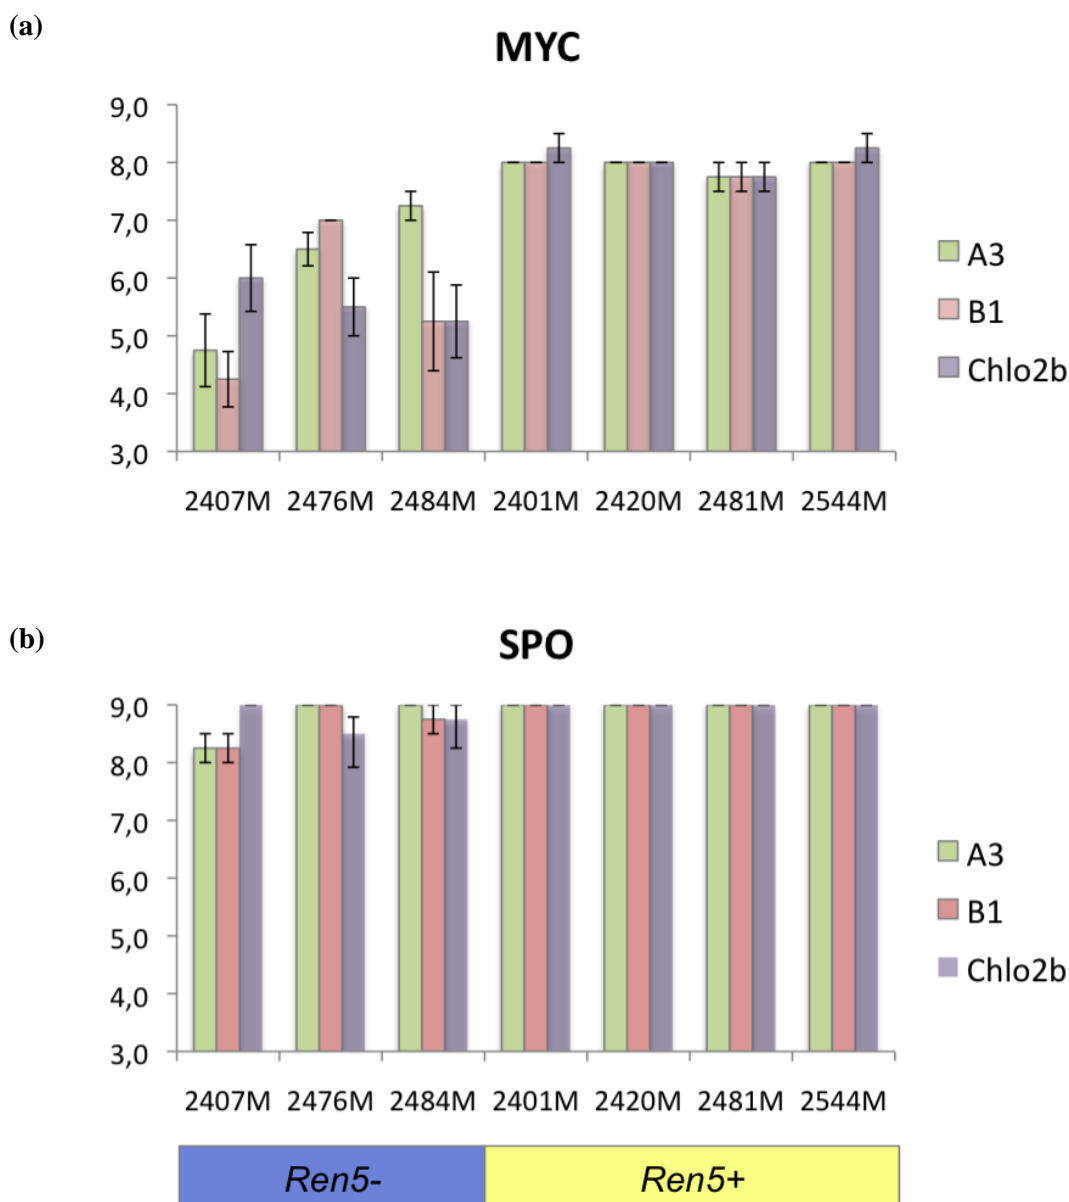 (a)
MYC
9,0
8,0
7,0
6,0
5,0
4,0
3,0
2407M 2476M 2484M 2401M 2420M 2481M 2544M
A3
B1
Chlo2b
(b)
SPO
9,0
8,0
7,0
6,0
5,0
4,0
3,0
2407M 2476M 2484M 2401M 2420M 2481M 2544M
A3
B1
Chlo2b
Ren5- Ren5+